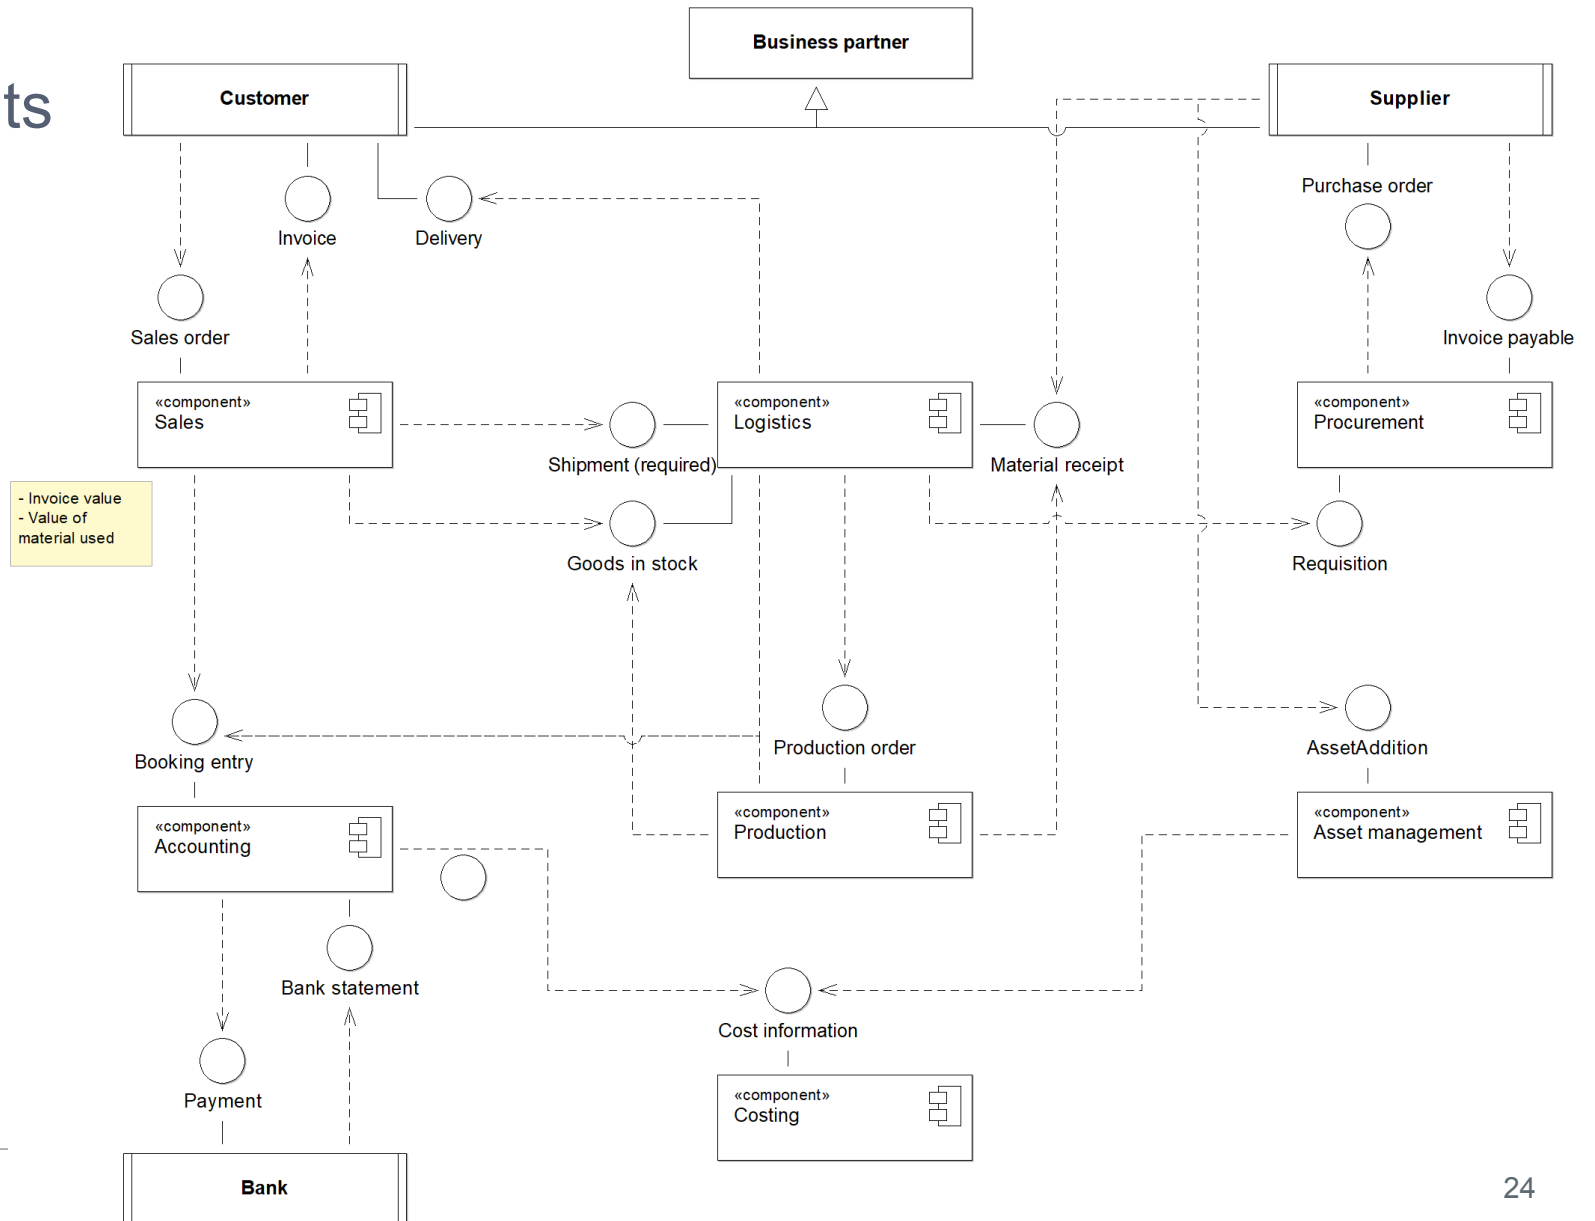 Business partner
Customer
Supplier
ts
Purchase order
Invoice
Delivery
Sales order
Invoice payable
«component»
Sales
«component»
Logistics
«component»
Procurement
Shipment (required)
Material receipt
- Invoice value
- Value of
material used
Goods in stock
Requisition
Production order
AssetAddition
Booking entry
«component»
Accounting
«component»
Production
«component»
Asset management
Bank statement
Cost information
Payment
«component»
Costing
Bank
24